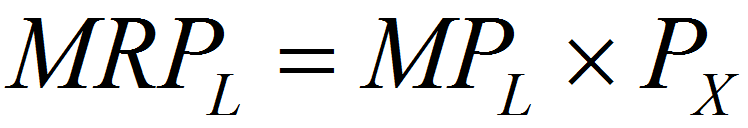 MRP_L = MP_L × P_X